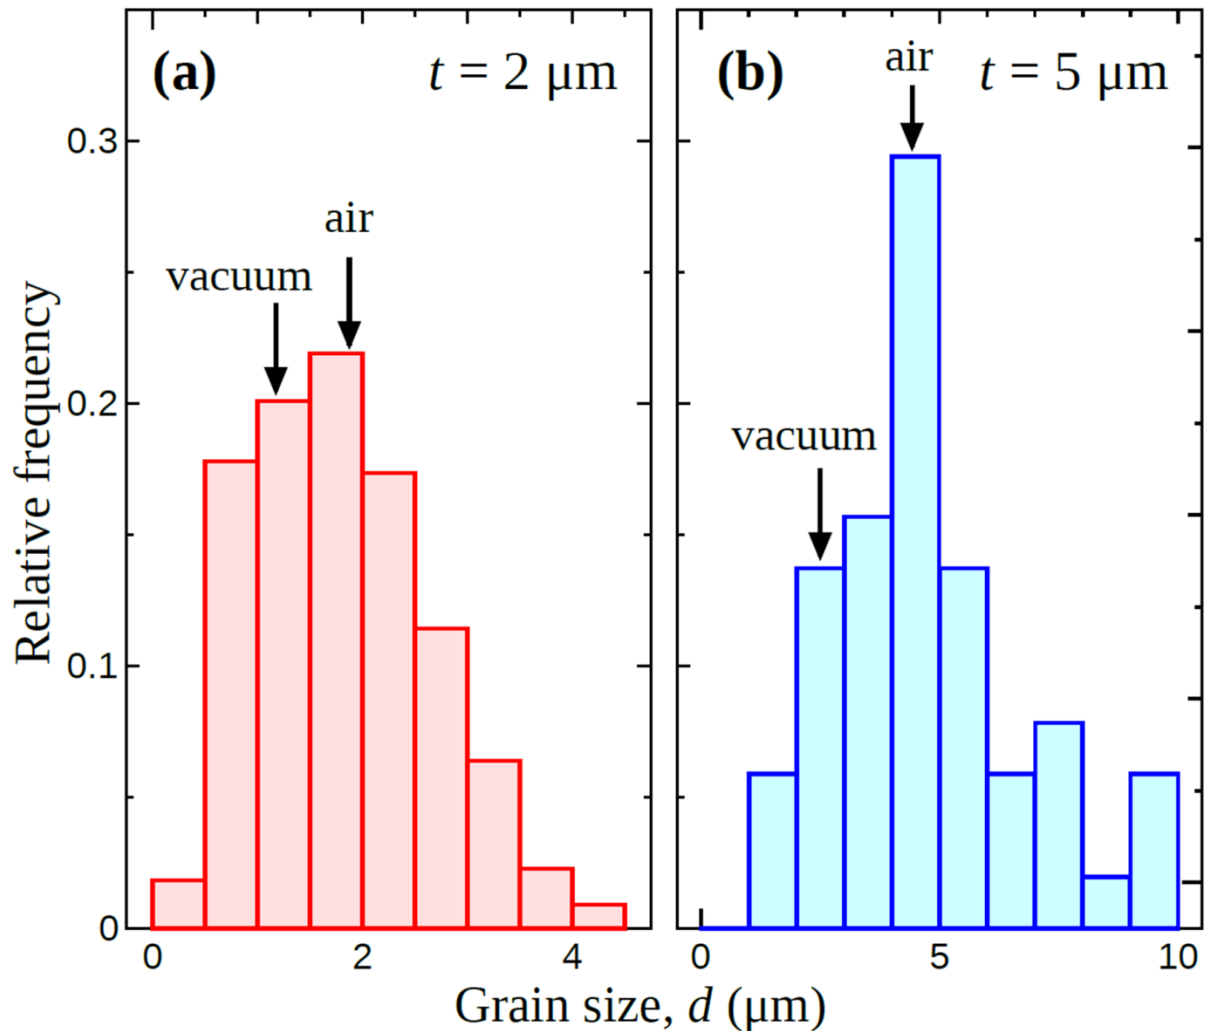 (a) t = 2 μm
air
vacuum
0.3
0.2
0.1
0
0 2 4
Relative frequency
(b) air t = 5 μm
vacuum
0 5 10
Grain size, d (μm)